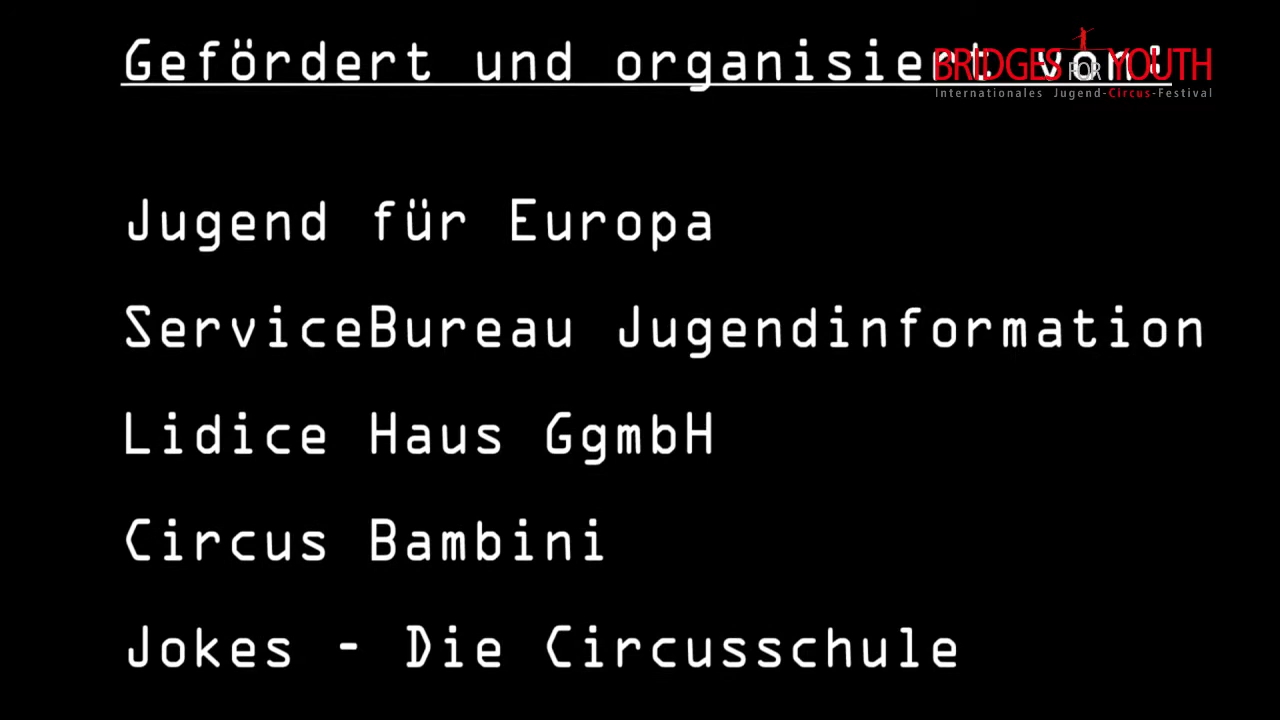 Gefördert und organisiert von:
BRIDGES FOR YOUTH
Internationales Jugend-Circus-Festival
Jugend für Europa
ServiceBureau Jugendinformation
Lidice Haus GgmbH
Circus Bambini
Jokes - Die Circusschule